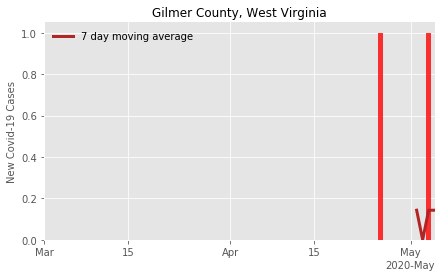 Gilmer County, West Virginia
7 day moving average
New Covid-19 Cases
1.0
0.8
0.6
0.4
0.2
0.0
Mar
15
Apr
15
May
2020-May